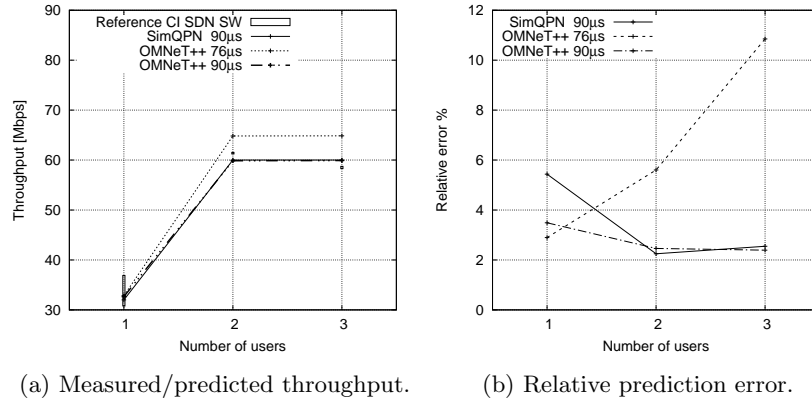 90
80
70
60
50
40
30
1
2
3
Throughput [Mbps]
Number of users
Reference CI SDN SW
SimQPN 90µs
OMNeT++ 76µs
OMNeT++ 90µs
(a) Measured/predicted throughput.
12
10
8
6
4
2
0
1
2
3
Relative error %
Number of users
SimQPN 90µs
OMNeT++ 76µs
OMNeT++ 90µs
(b) Relative prediction error.